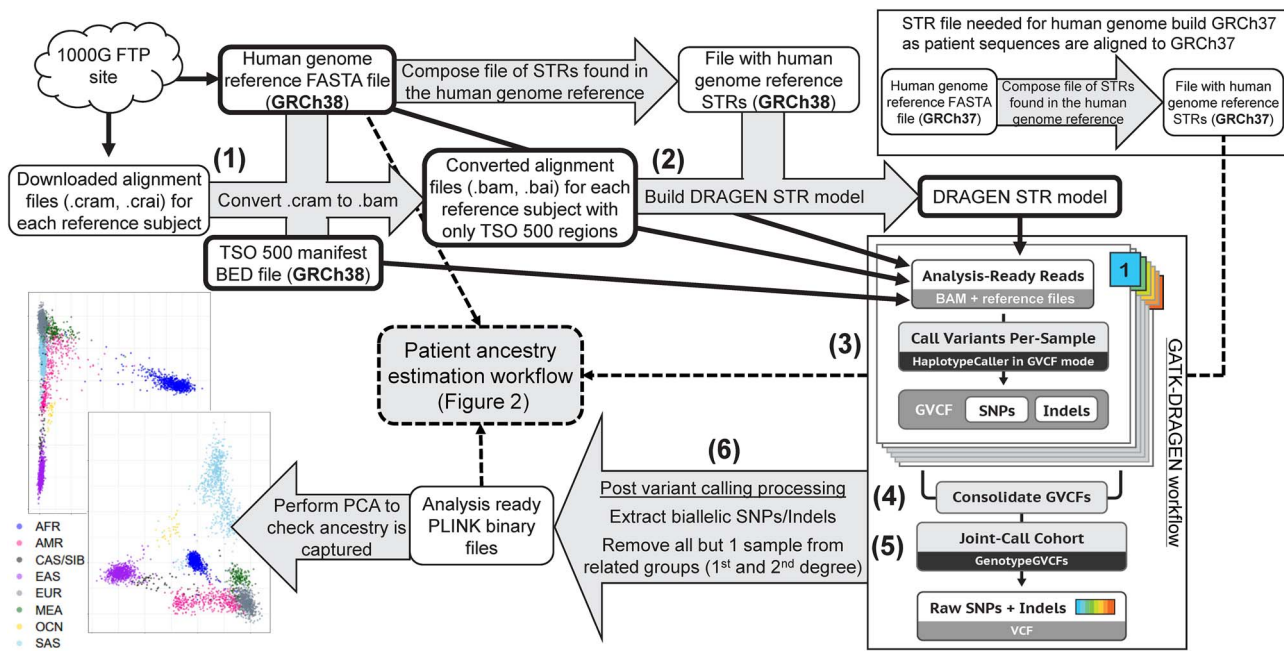 1000G FTP
site
Human genome
reference FASTA file
(GRCh38)
Compose file of STRs found in
the human genome reference
File with human
genome reference
STRs (GRCh38)
STR file needed for human genome build GRCh37
as patient sequences are aligned to GRCh37
Human genome
reference FASTA
file (GRCh37)
Compose file of STRs
found in the human
genome reference
File with human
genome reference
STRs (GRCh37)
(1)
Downloaded alignment
files (.cram, .crai) for
each reference subject
Convert .cram to .bam
Converted alignment
files (.bam, .bai) for each
reference subject with
only TSO 500 regions
(2)
Build DRAGEN STR model
DRAGEN STR model
TSO 500 manifest
BED file (GRCh38)
1
Analysis-Ready Reads
BAM + reference files
(3)
Call Variants Per-Sample
HaplotypeCaller in GVCF mode
GVCF
SNPs
Indels
GATK-DRAGEN workflow
Patient ancestry
estimation workflow
(Figure 2)
(4)
Consolidate GVCFs
(5)
Joint-Call Cohort
GenotypeGVCFs
Raw SNPs + Indels
VCF
(6)
Post variant calling processing
Extract biallelic SNPs/Indels
Remove all but 1 sample from
related groups (1st and 2nd degree)
Analysis ready
PLINK binary
files
Perform PCA to
check ancestry is
captured
AFR
AMR
CAS/SIB
EAS
EUR
MEA
OCN
SAS